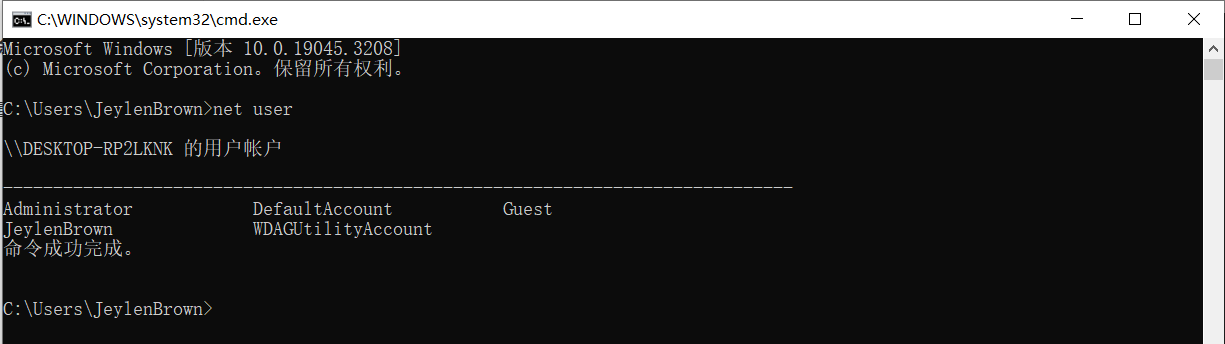 C:\WINDOWS\system32\cmd.exe
Microsoft Windows [版本 10.0.19045.3208]
(c) Microsoft Corporation。保留所有权利。
C:\Users\JeylenBrown>net user
\\DESKTOP-RP2LKNK 的用户帐户
-------------------------------------------------------------------------------
Administrator            DefaultAccount           Guest
JeylenBrown              WDAGUtilityAccount
命令成功完成。
C:\Users\JeylenBrown>